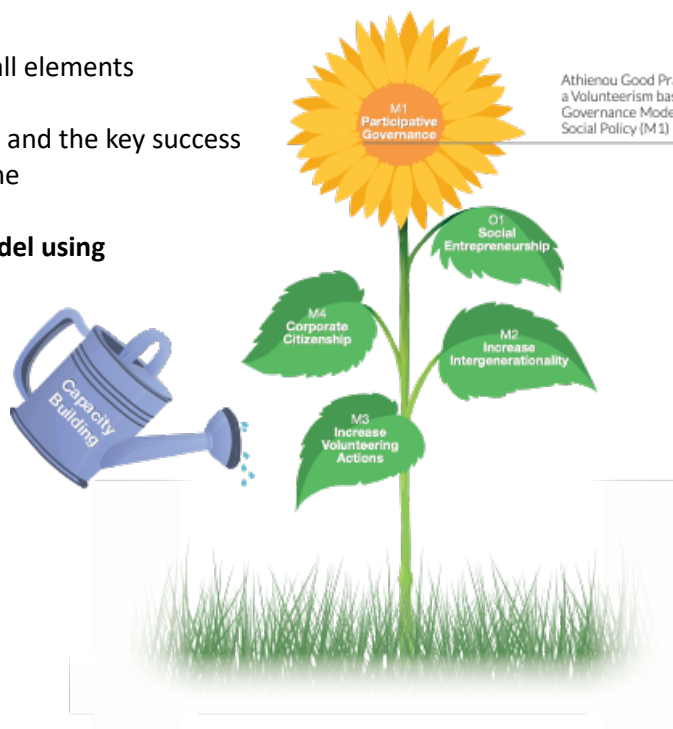 all elements
and the key success
del using
M1
Participative
Governance
Athienou Good Pra
a Volunteerism bas
Governance Mode
Social Policy (M1)
O1
Social
Entrepreneurship
M4
Corporate
Citizenship
M2
Increase
Intergenerationality
Capacity
Building
M3
Increase
Volunteering
Actions